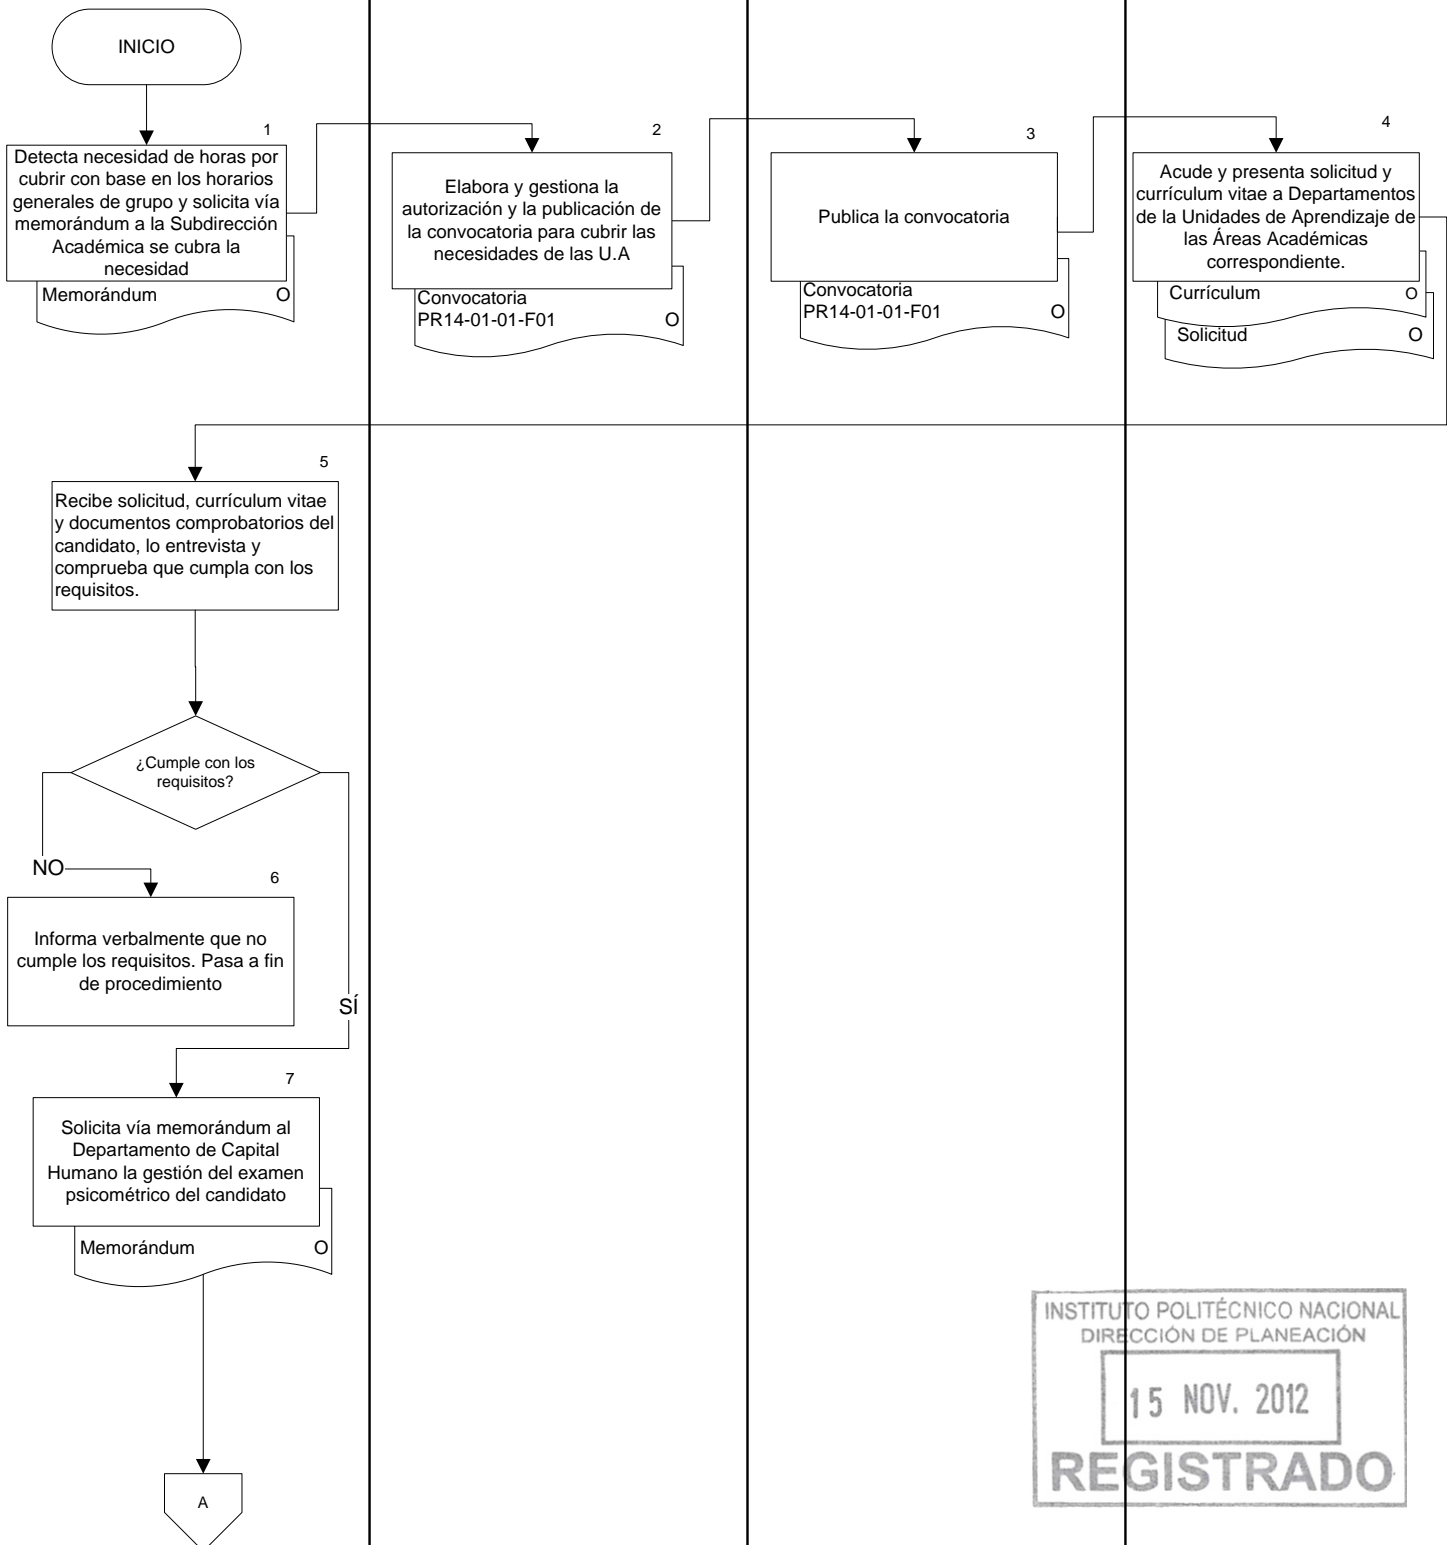 INICIO
1
Detecta necesidad de horas por
cubrir con base en los horarios
generales de grupo y solicita vía
memorándum a la Subdirección
Académica se cubra la
necesidad
Memorándum O
2
Elabora y gestiona la
autorización y la publicación de
la convocatoria para cubrir las
necesidades de las U.A
Convocatoria
PR14-01-01-F01 O
3
Publica la convocatoria
Convocatoria
PR14-01-01-F01 O
4
Acude y presenta solicitud y
currículum vitae a Departamentos
de la Unidades de Aprendizaje de
las Áreas Académicas
correspondiente.
Currículum O
Solicitud O
5
Recibe solicitud, currículum vitae
y documentos comprobatorios del
candidato, lo entrevista y
comprueba que cumpla con los
requisitos.
¿Cumple con los
requisitos?
NO
6
Informa verbalmente que no
cumple los requisitos. Pasa a fin
de procedimiento
SÍ
7
Solicita vía memorándum al
Departamento de Capital
Humano la gestión del examen
psicométrico del candidato
Memorándum O
A
INSTITUTO POLITÉCNICO NACIONAL
DIRECCIÓN DE PLANEACIÓN
15 NOV. 2012
REGISTRADO